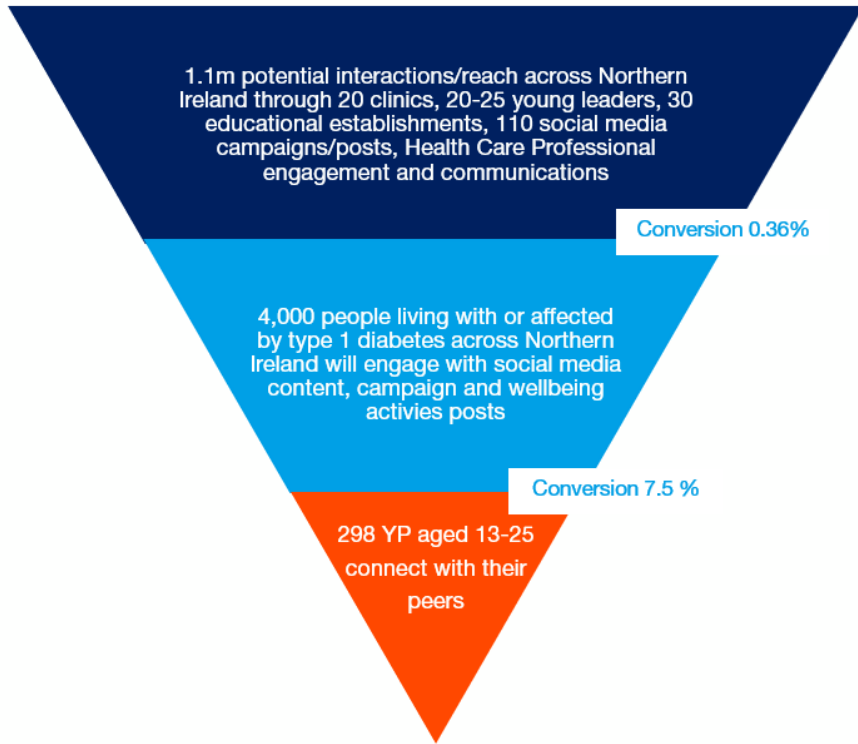 1.1m potential interactions/reach across Northern
Ireland through 20 clinics, 20-25 young leaders, 30
educational establishments, 110 social media
campaigns/posts, Health Care Professional
engagement and communications
Conversion 0.36%
4,000 people living with or affected
by type 1 diabetes across Northern
Ireland will engage with social media
content, campaign and wellbeing
activies posts
Conversion 7.5 %
298 YP aged 13-25
connect with their
peers